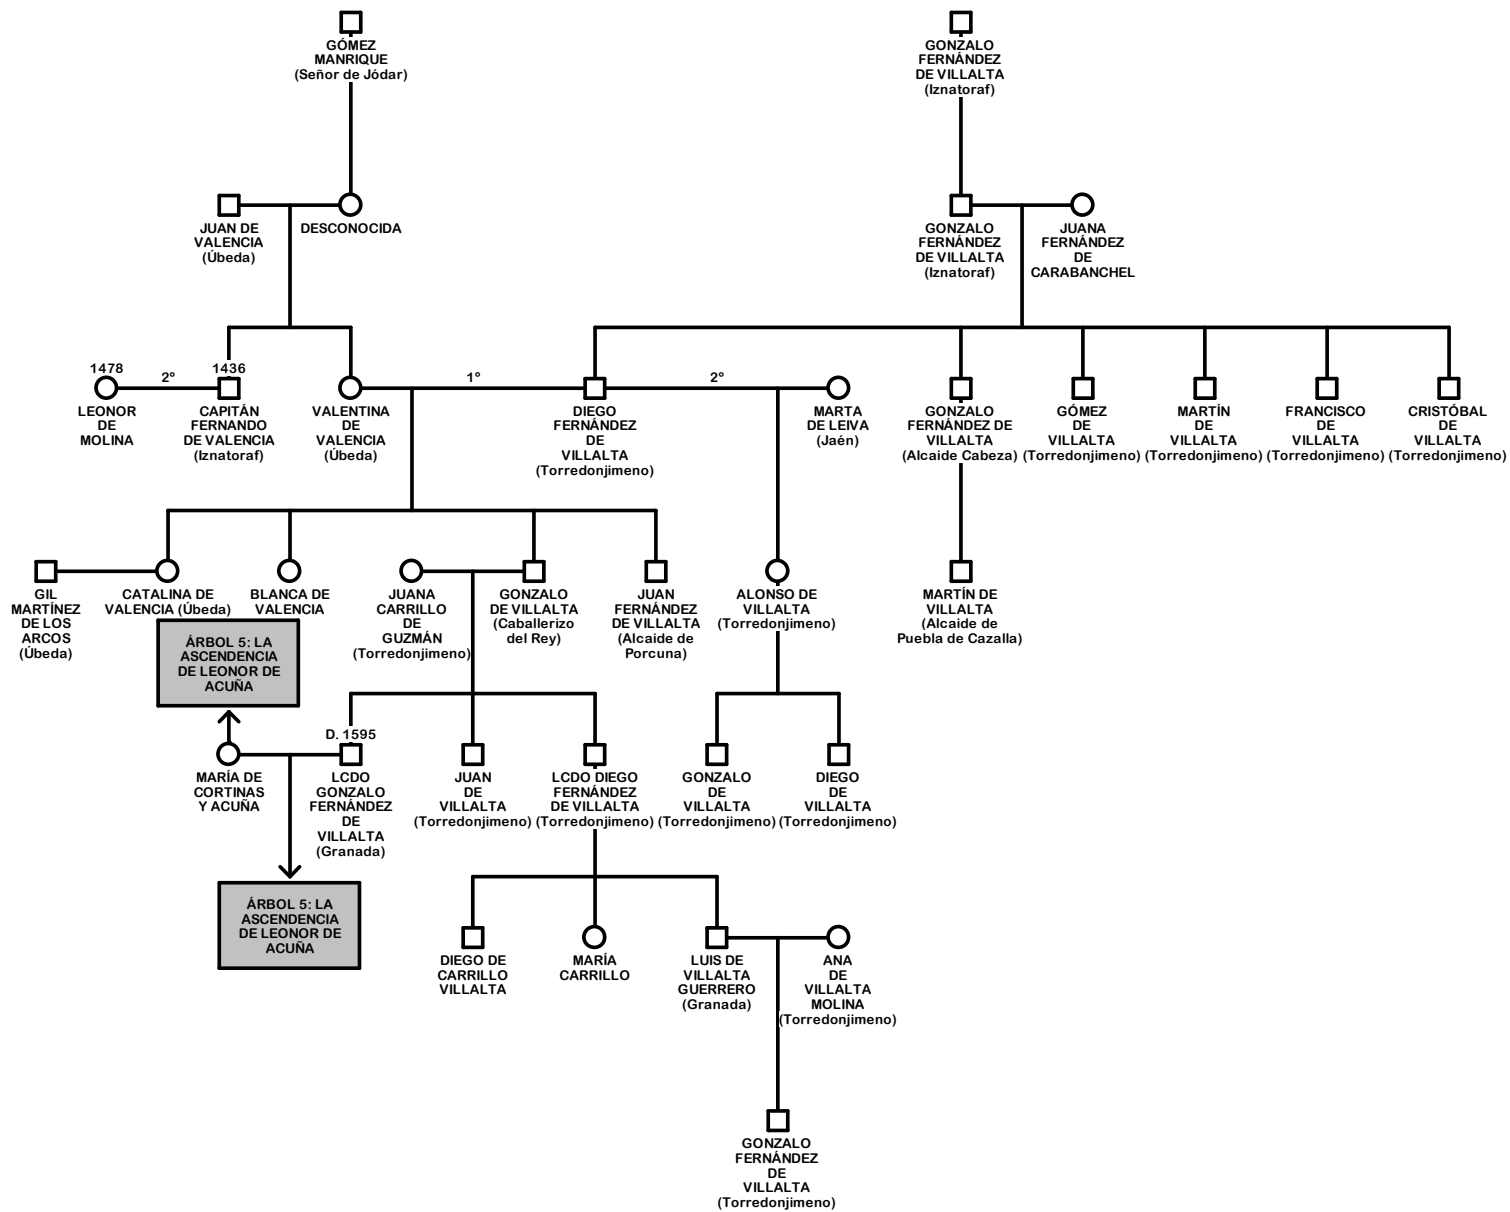 GÓMEZ
MANRIQUE
(Señor de Jódar)
GONZALO
FERNÁNDEZ
DE VILLALTA
(Iznatoraf)
JUAN DE
VALENCIA
(Úbeda)
DESCONOCIDA
GONZALO
FERNÁNDEZ
DE VILLALTA
(Iznatoraf)
JUANA
FERNÁNDEZ
DE
CARABANCHEL
1478
LEONOR
DE
MOLINA
2º
1436
CAPITÁN
FERNANDO
DE VALENCIA
(Iznatoraf)
VALENTINA
DE
VALENCIA
(Úbeda)
1º
DIEGO
FERNÁNDEZ
DE
VILLALTA
(Torredonjimeno)
2º
MARTA
DE LEIVA
(Jaén)
GONZALO
FERNÁNDEZ DE
VILLALTA
(Alcaide Cabeza)
GÓMEZ
DE
VILLALTA
(Torredonjimeno)
MARTÍN
DE
VILLALTA
(Torredonjimeno)
FRANCISCO
DE
VILLALTA
(Torredonjimeno)
CRISTÓBAL
DE
VILLALTA
(Torredonjimeno)
GIL
MARTÍNEZ
DE LOS
ARCOS
(Úbeda)
CATALINA DE
VALENCIA (Úbeda)
BLANCA DE
VALENCIA
JUANA
CARRILLO
DE
GUZMÁN
(Torredonjimeno)
GONZALO
DE VILLALTA
(Caballerizo
del Rey)
JUAN
FERNÁNDEZ
DE VILLALTA
(Alcaide de
Porcuna)
ALONSO DE
VILLALTA
(Torredonjimeno)
MARTÍN DE
VILLALTA
(Alcaide de
Puebla de Cazalla)
ÁRBOL 5: LA
ASCENDENCIA
DE LEONOR DE
ACUÑA
MARÍA DE
CORTINAS
Y ACUÑA
D. 1595
LCDO
GONZALO
FERNÁNDEZ
DE
VILLALTA
(Granada)
JUAN
DE
VILLALTA
(Torredonjimeno)
LCDO DIEGO
FERNÁNDEZ
DE VILLALTA
(Torredonjimeno)
GONZALO
DE
VILLALTA
(Torredonjimeno)
DIEGO
DE
VILLALTA
(Torredonjimeno)
ÁRBOL 5: LA
ASCENDENCIA
DE LEONOR DE
ACUÑA
DIEGO DE
CARRILLO
VILLALTA
MARÍA
CARRILLO
LUIS DE
VILLALTA
GUERRERO
(Granada)
ANA
DE
VILLALTA
MOLINA
(Torredonjimeno)
GONZALO
FERNÁNDEZ
DE
VILLALTA
(Torredonjimeno)